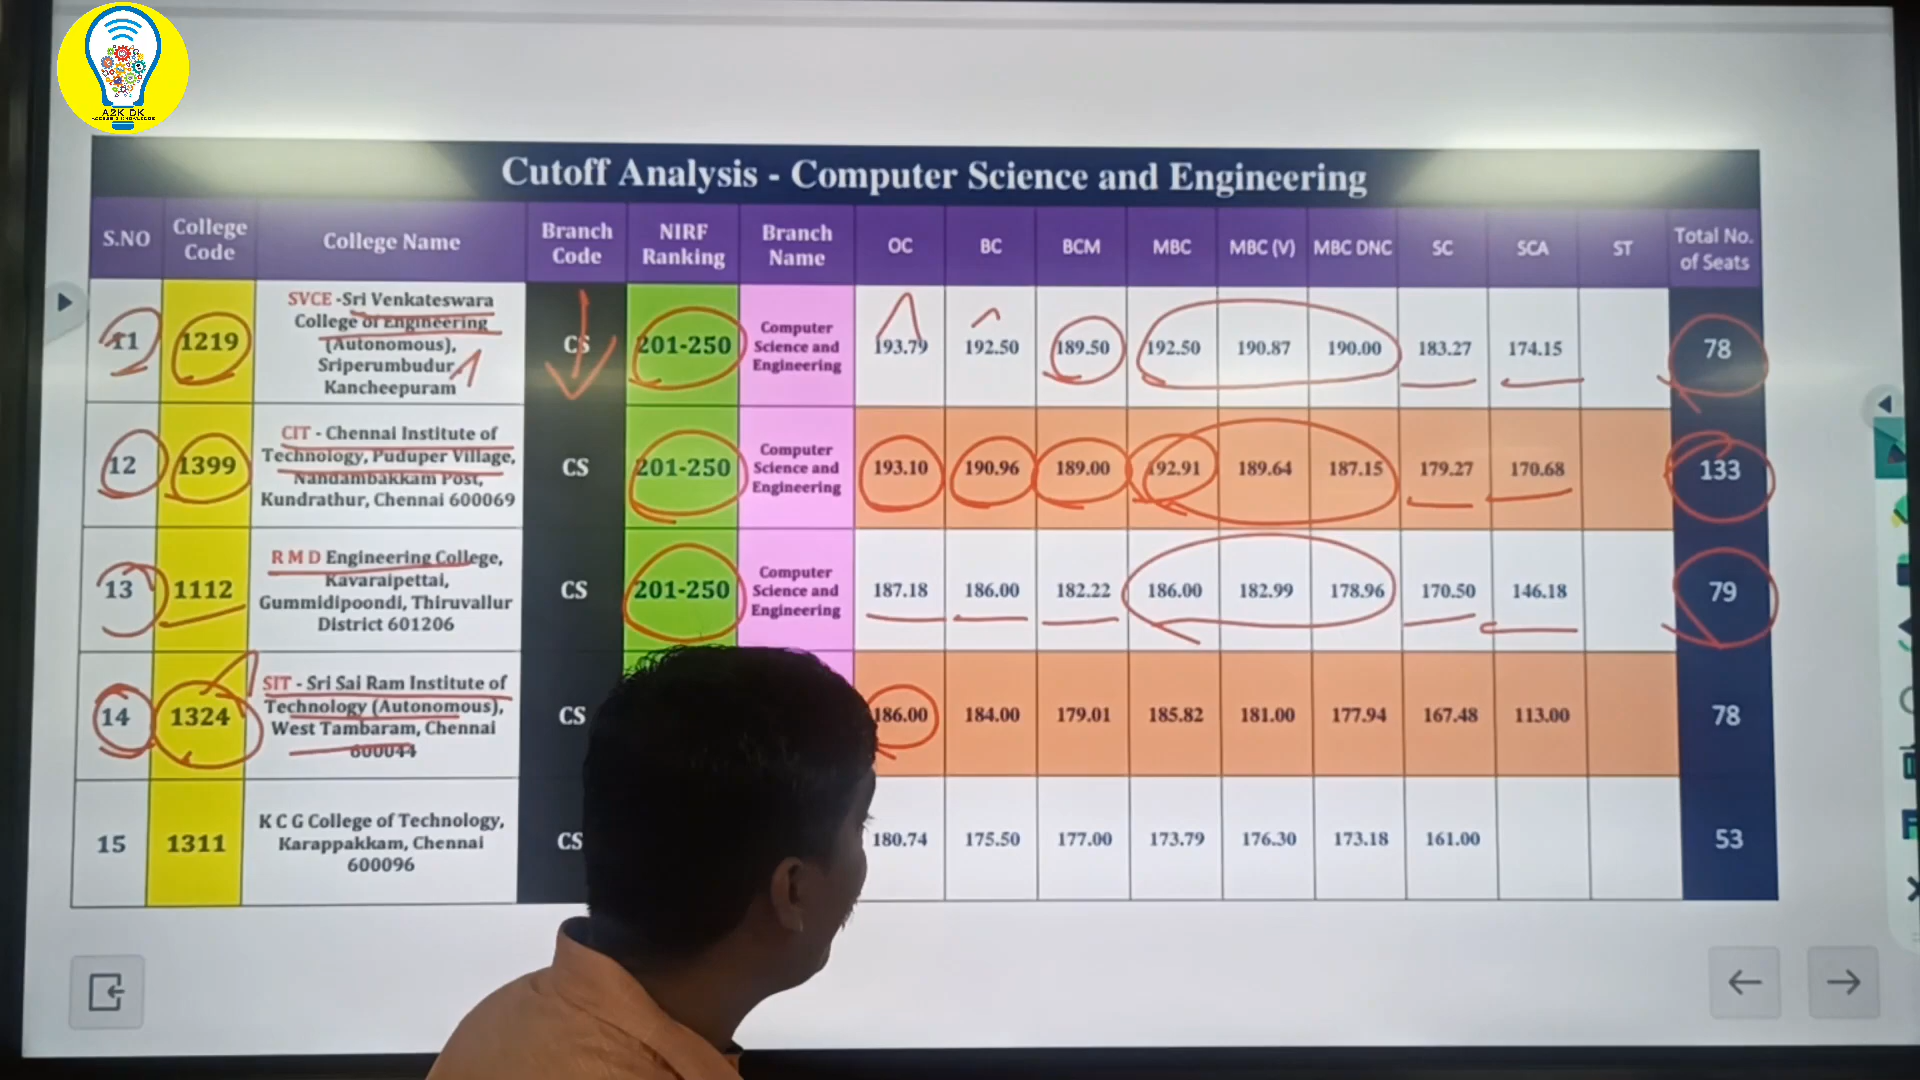 A2K DK
Cutoff Analysis - Computer Science and Engineering
S.NO College Code College Name Branch Code NIRF Ranking Branch Name OC BC BCM MBC MBC (V) MBC DNC SC SCA ST Total No. of Seats
11 1219 SVCE -Sri Venkateswara College of Engineering (Autonomous), Sriperumbudur Kancheepuram CS 201-250 Computer Science and Engineering 193.79 192.50 189.50 192.50 190.87 190.00 183.27 174.15 78
12 1399 CIT - Chennai Institute of Technology, Puduper Village, Nandambakkam Post, Kundrathur, Chennai 600069 CS 201-250 Computer Science and Engineering 193.10 190.96 189.00 192.91 189.64 187.15 179.27 170.68 133
13 1112 R M D Engineering College, Kavaraipettai, Gummidipoondi, Thiruvallur District 601206 CS 201-250 Computer Science and Engineering 187.18 186.00 182.22 186.00 182.99 178.96 170.50 146.18 79
14 1324 SIT - Sri Sai Ram Institute of Technology (Autonomous), West Tambaram, Chennai 600044 CS 186.00 184.00 179.01 185.82 181.00 177.94 167.48 113.00 78
15 1311 K C G College of Technology, Karappakkam, Chennai 600096 CS 180.74 175.50 177.00 173.79 176.30 173.18 161.00 53